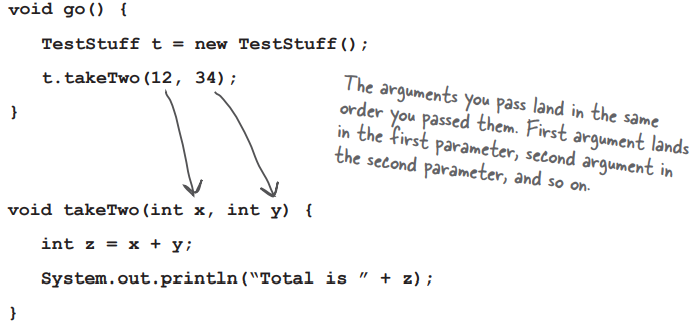 void go() {
TestStuff t = new TestStuff();
t.takeTwo(12, 34);
}
The arguments you pass land in the same
order you passed them. First argument lands
in the first parameter, second argument in
the second parameter, and so on.
void takeTwo(int x, int y) {
int z = x + y;
System.out.println(“Total is ” + z);
}